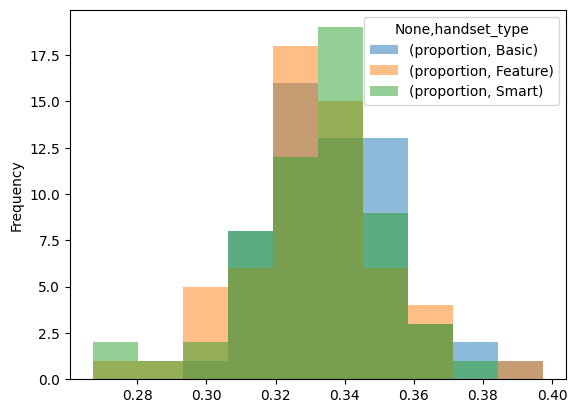 None,handset_type
(proportion, Basic)
(proportion, Feature)
(proportion, Smart)
Frequency
17.5
15.0
12.5
10.0
7.5
5.0
2.5
0.0
0.28 0.30 0.32 0.34 0.36 0.38 0.40